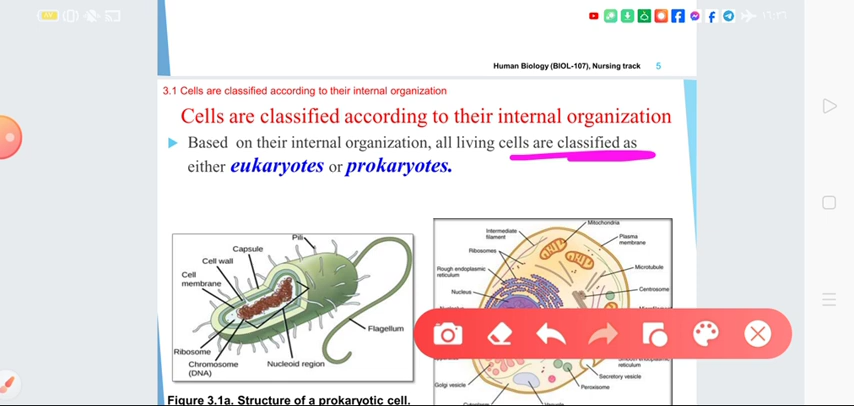 Human Biology (BIOL-107), Nursing track 5
3.1 Cells are classified according to their internal organization
Cells are classified according to their internal organization
Based on their internal organization, all living cells are classified as
either eukaryotes or prokaryotes.
Pili
Capsule
Cell wall
Cell
membrane
Flagellum
Ribosome
Chromosome
(DNA)
Nucleoid region
Figure 3.1a. Structure of a prokaryotic cell.
Mitochondria
Intermediate
filament
Plasma
membrane
Ribosomes
Rough endoplasmic
reticulum
Microtubule
Nucleus
Centrosome
reticulum
Secretory vesicle
Golgi vesicle
Peroxisome